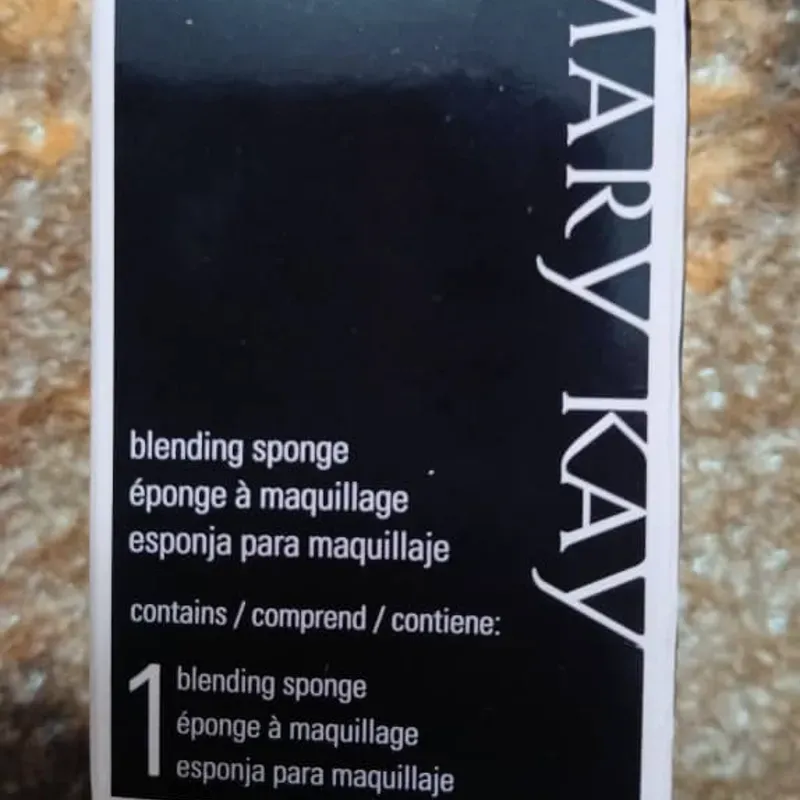 MARY KAY
blending sponge
éponge à maquillage
esponja para maquillaje
contains / comprend / contiene:
1 blending sponge
éponge à maquillage
esponja para maquillaje